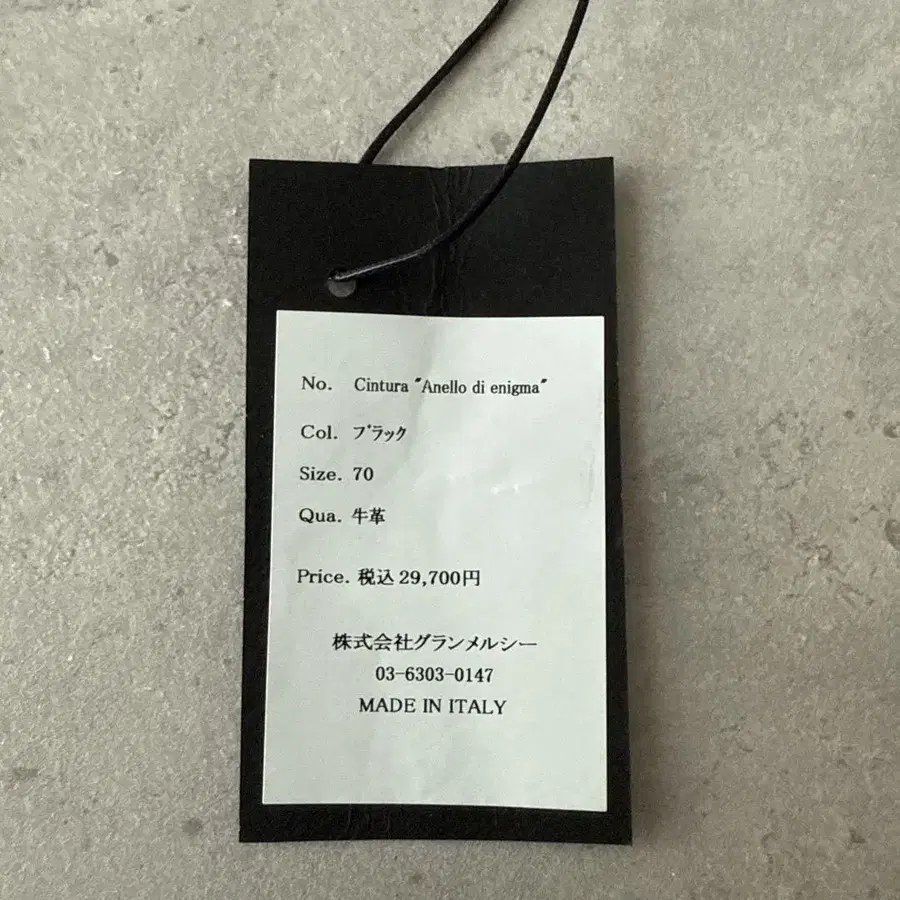 No. Cintura "Anello di enigma"
Col. ブラック
Size. 70
Qua. 牛革
Price. 税込 29,700円
株式会社グランメルシー
03-6303-0147
MADE IN ITALY